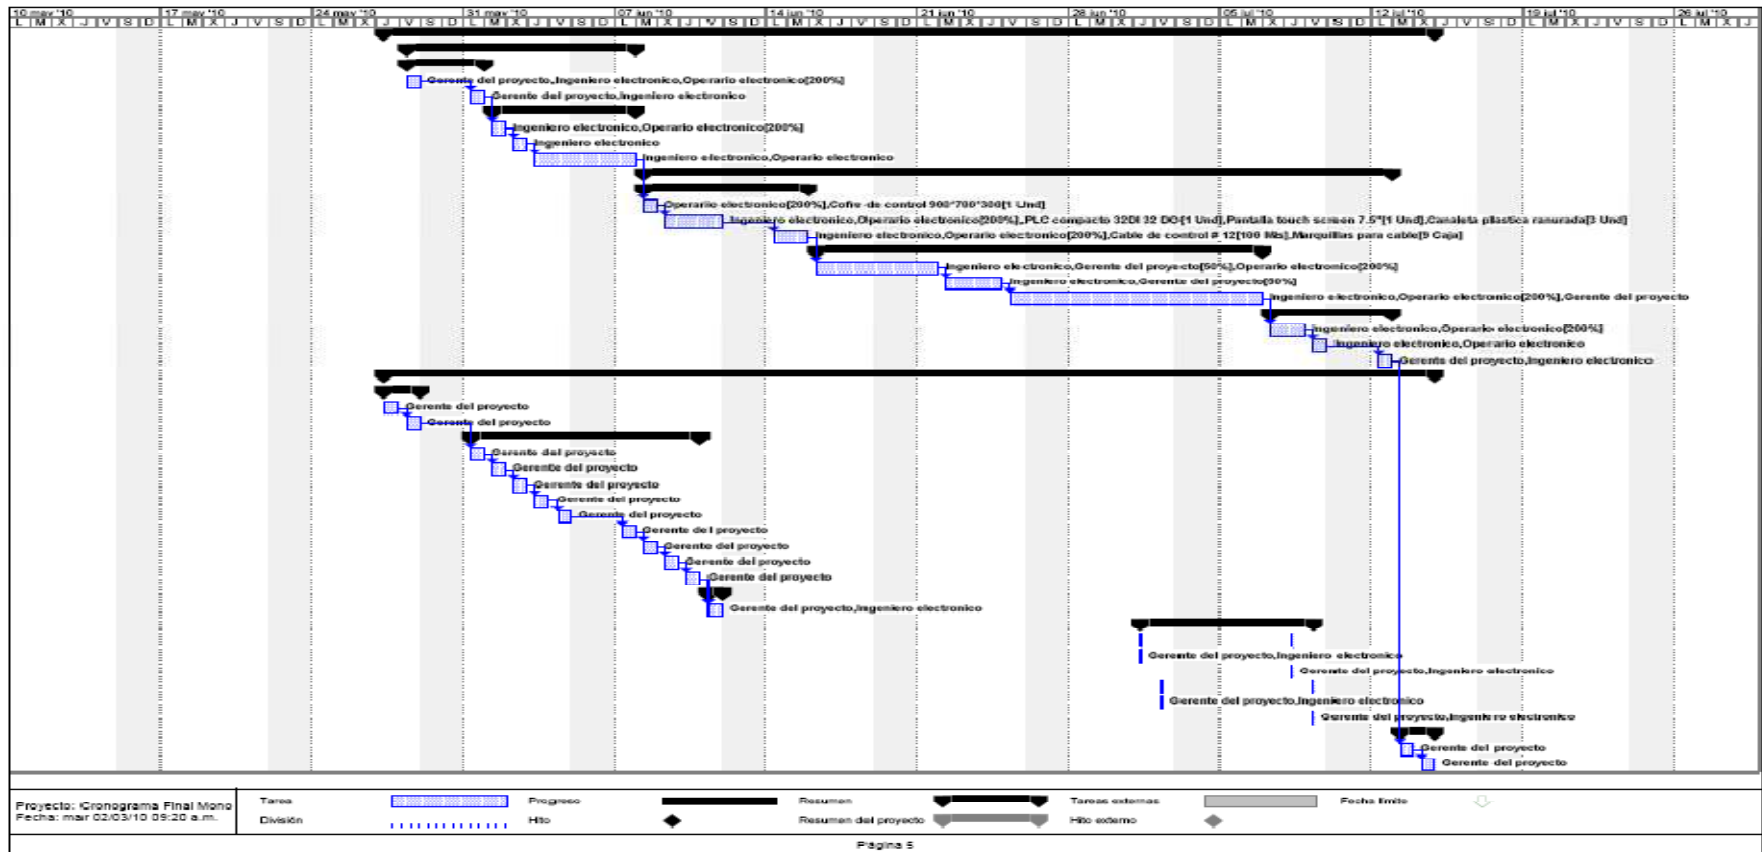 10 may '10 17 may '10 24 may '10 31 may '10 07 jun '10 14 jun '10 21 jun '10 28 jun '10 05 jul '10 12 jul '10 19 jul '10 26 jul '10
L M X J V S D L M X J V S D L M X J V S D L M X J V S D L M X J V S D L M X J V S D L M X J V S D L M X J V S D L M X J V S D L M X J V S D L M X J V S D L M X J
Gerente del proyecto,Ingeniero electronico,Operario electronico[200%]
Gerente del proyecto,Ingeniero electronico
Ingeniero electronico,Operario electronico[200%]
Ingeniero electronico
Ingeniero electronico,Operario electronico
Operario electronico[200%],Cofre de control 900*700*300[1 Und]
Ingeniero electronico,Operario electronico[200%],PLC compacto 32DI 32 DO[1 Und],Pantalla touch screen 7.5"[1 Und],Canaleta plastica ranurada[3 Und]
Ingeniero electronico,Operario electronico[200%],Cable de control # 12[100 Mts],Marquillas para cable[9 Caja]
Ingeniero electronico,Gerente del proyecto[50%],Operario electronico[200%]
Ingeniero electronico,Gerente del proyecto[50%]
Ingeniero electronico,Operario electronico[200%],Gerente del proyecto
Ingeniero electronico,Operario electronico[200%]
Ingeniero electronico,Operario electronico
Gerente del proyecto,Ingeniero electronico
Gerente del proyecto
Gerente del proyecto
Gerente del proyecto
Gerente del proyecto
Gerente del proyecto
Gerente del proyecto
Gerente del proyecto
Gerente del proyecto
Gerente del proyecto
Gerente del proyecto
Gerente del proyecto
Gerente del proyecto,Ingeniero electronico
Gerente del proyecto,Ingeniero electronico
Gerente del proyecto,Ingeniero electronico
Gerente del proyecto,Ingeniero electronico
Gerente del proyecto,Ingeniero electronico
Gerente del proyecto
Gerente del proyecto
Proyecto: Cronograma Final Mono
Fecha: mar 02/03/10 09:20 a.m.
Tarea Progreso Resumen Tareas externas Fecha límite
División Hito Resumen del proyecto Hito externo
Página 5